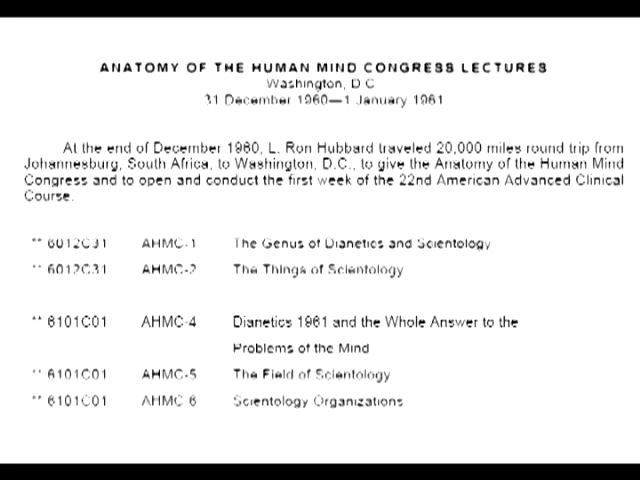 ANATOMY OF THE HUMAN MIND CONGRESS LECTURES
Washington, D.C
31 December 1960—1 January 1961
At the end of December 1960, L. Ron Hubbard traveled 20,000 miles round trip from
Johannesburg, South Africa, to Washington, D.C., to give the Anatomy of the Human Mind
Congress and to open and conduct the first week of the 22nd American Advanced Clinical
Course.
** 6012C31 AHMC-1 The Genus of Dianetics and Scientology
** 6012C31 AHMC-2 The Things of Scientology
** 6101C01 AHMC-4 Dianetics 1961 and the Whole Answer to the
Problems of the Mind
** 6101C01 AHMC-5 The Field of Scientology
** 6101C01 AHMC 6 Scientology Organizations